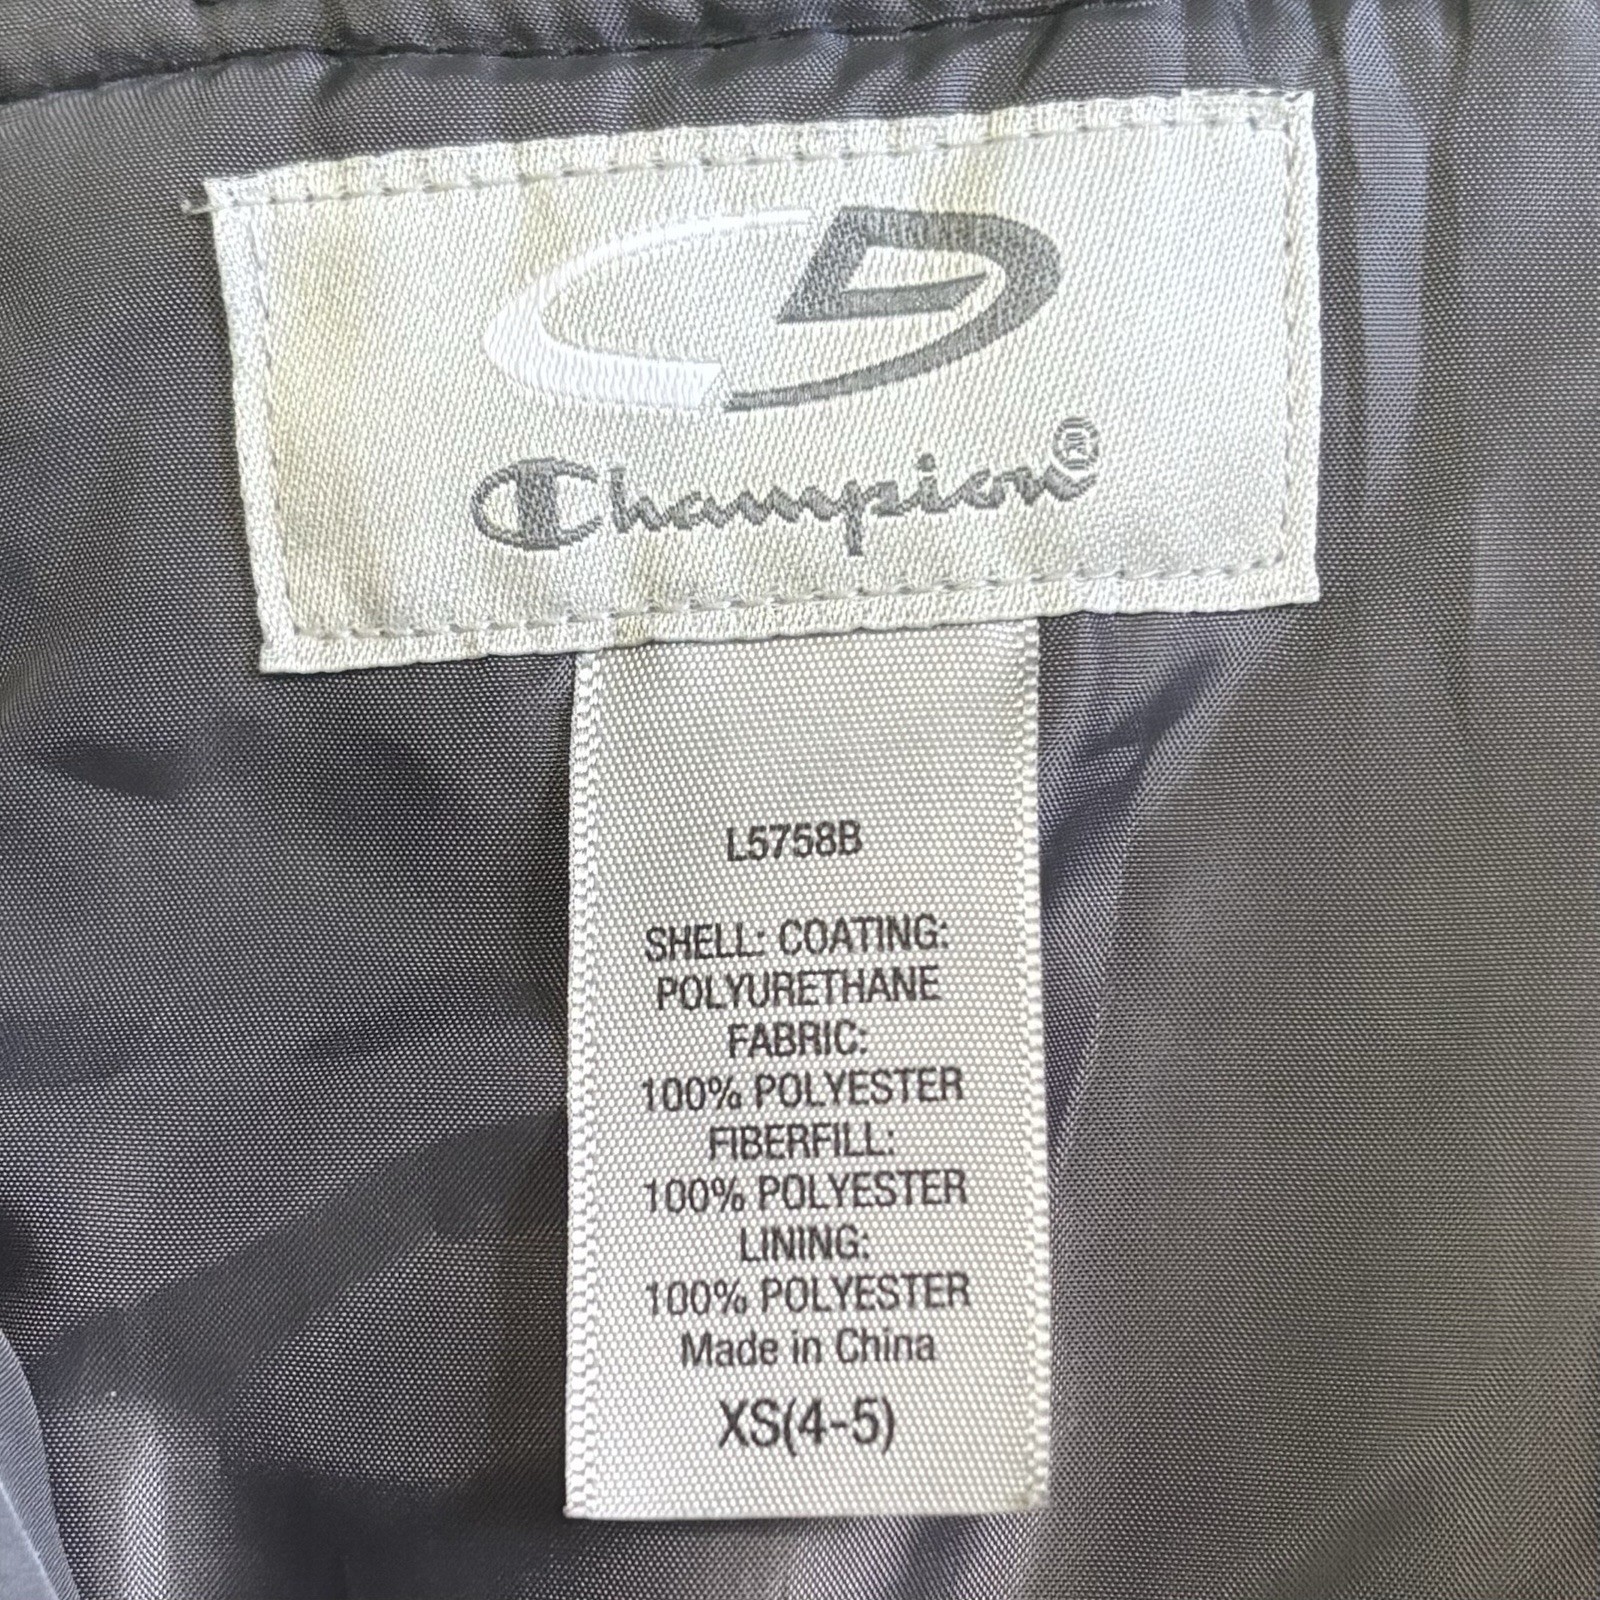 Champion®
L5758B
SHELL: COATING:
POLYURETHANE
FABRIC:
100% POLYESTER
FIBERFILL:
100% POLYESTER
LINING:
100% POLYESTER
Made in China
XS(4-5)